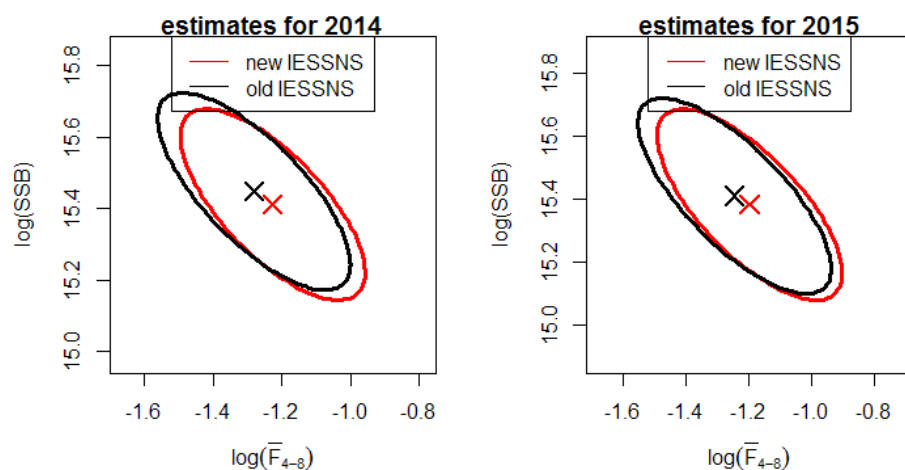 estimates for 2014
new IESSNS
old IESSNS
log(SSB)
15.8
15.6
15.4
15.2
15.0
-1.6
-1.4
-1.2
-1.0
-0.8
log(F̅4−8)
estimates for 2015
new IESSNS
old IESSNS
log(SSB)
15.8
15.6
15.4
15.2
15.0
-1.6
-1.4
-1.2
-1.0
-0.8
log(F̅4−8)